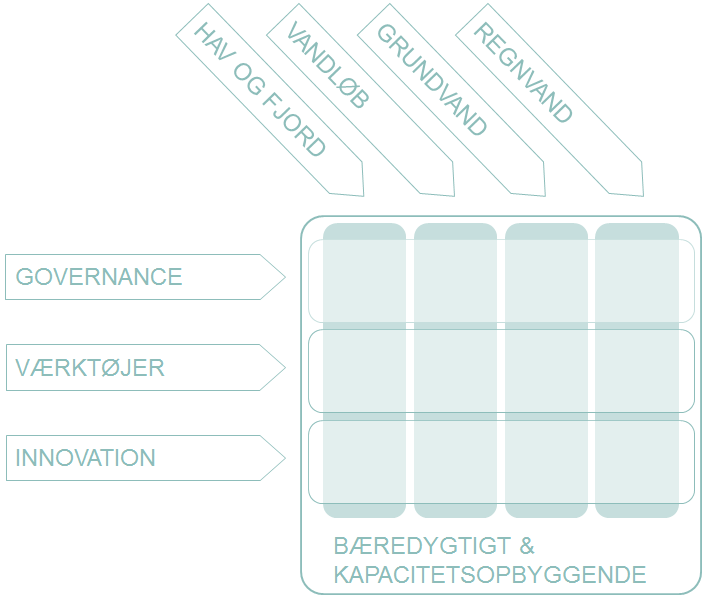 HAV OG FJORD
VANDLØB
GRUNDVAND
REGNVAND
GOVERNANCE
VÆRKTØJER
INNOVATION
BÆREDYGTIGT &
KAPACITETSOPBYGGENDE